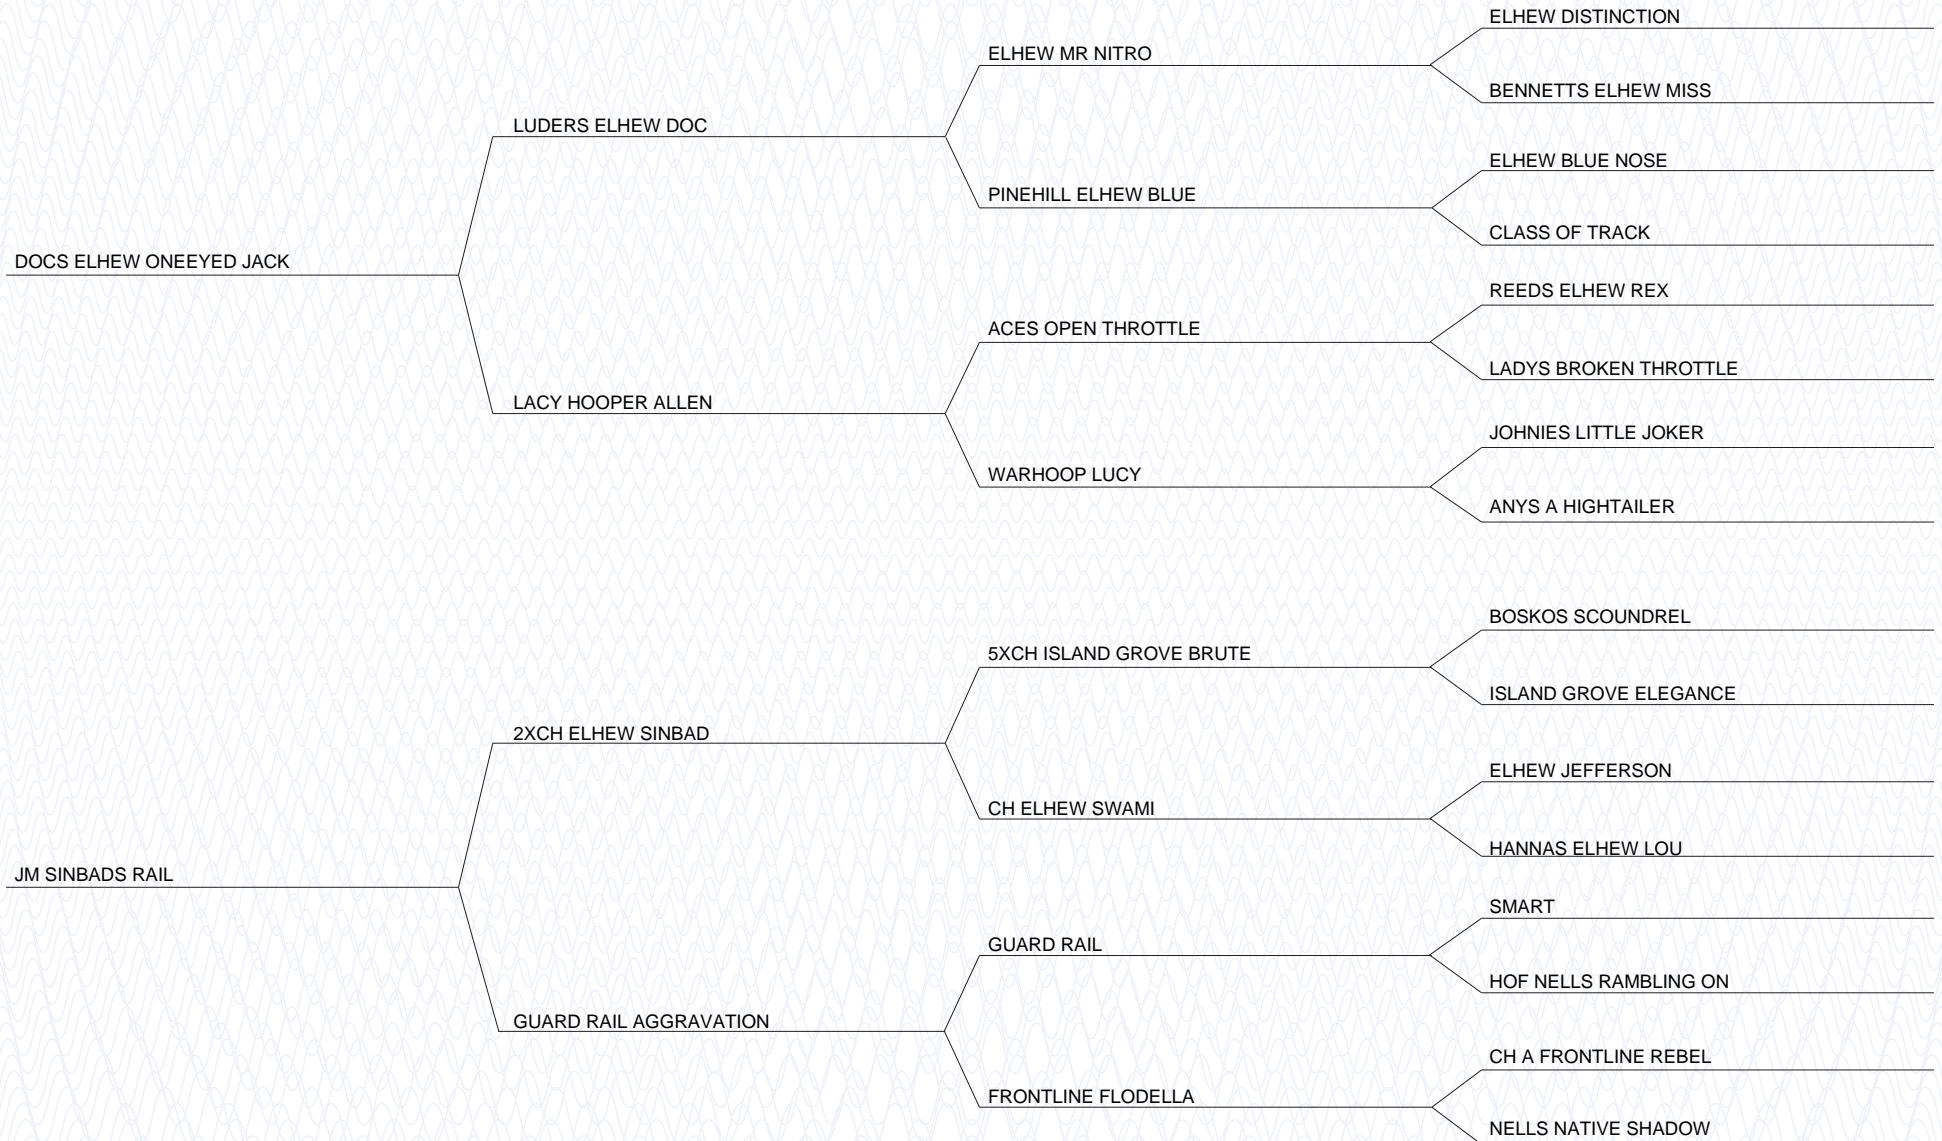 ELHEW DISTINCTION
ELHEW MR NITRO
BENNETTS ELHEW MISS
LUDERS ELHEW DOC
ELHEW BLUE NOSE
PINEHILL ELHEW BLUE
CLASS OF TRACK
DOCS ELHEW ONEEYED JACK
REEDS ELHEW REX
ACES OPEN THROTTLE
LADYS BROKEN THROTTLE
LACY HOOPER ALLEN
JOHNIES LITTLE JOKER
WARHOOP LUCY
ANYS A HIGHTAILER
BOSKOS SCOUNDREL
5XCH ISLAND GROVE BRUTE
ISLAND GROVE ELEGANCE
2XCH ELHEW SINBAD
ELHEW JEFFERSON
CH ELHEW SWAMI
HANNAS ELHEW LOU
JM SINBADS RAIL
SMART
GUARD RAIL
HOF NELLS RAMBLING ON
GUARD RAIL AGGRAVATION
CH A FRONTLINE REBEL
FRONTLINE FLODELLA
NELLS NATIVE SHADOW